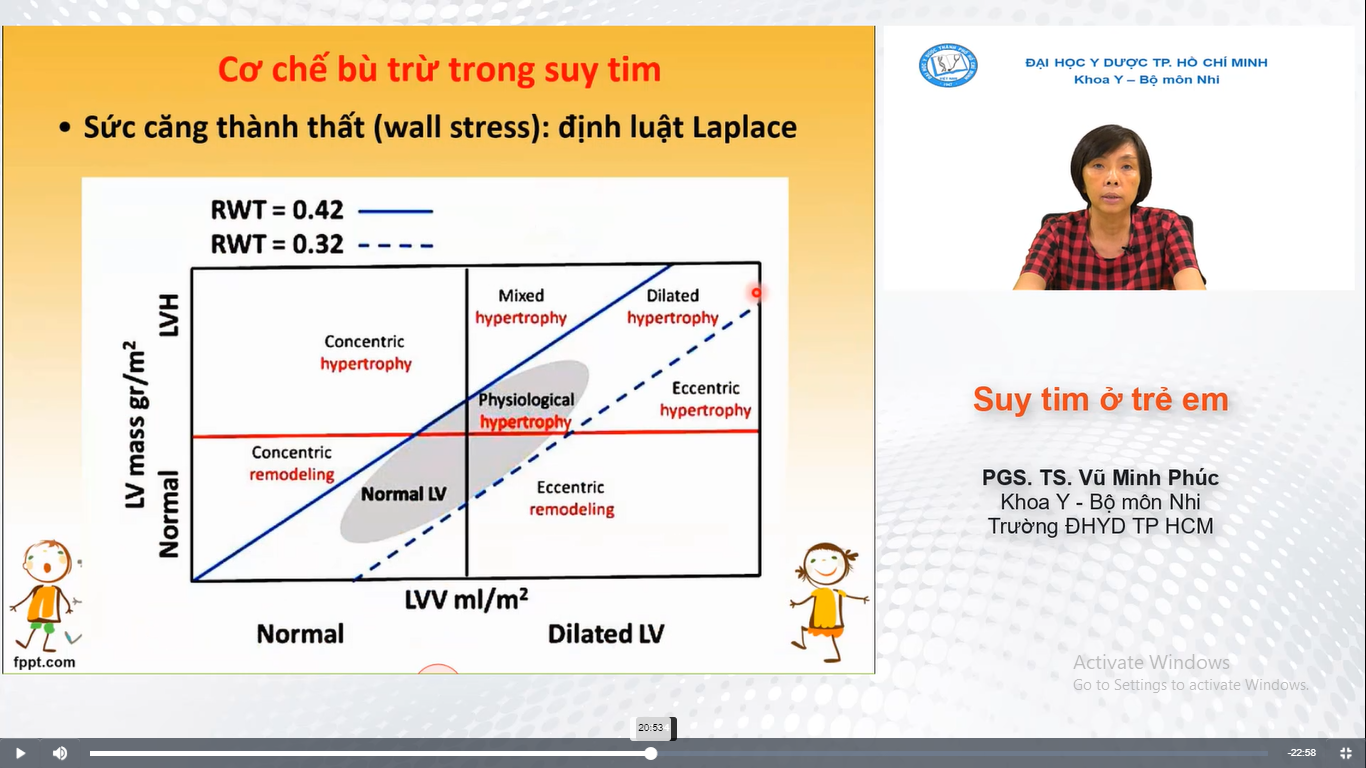 Cơ chế bù trừ trong suy tim
• Sức căng thành thất (wall stress): định luật Laplace
RWT = 0.42
RWT = 0.32
LV mass gr/m²
LVH
Normal
Concentric
hypertrophy
Mixed
hypertrophy
Dilated
hypertrophy
Physiological
hypertrophy
Eccentric
hypertrophy
Concentric
remodeling
Normal LV
Eccentric
remodeling
LVV ml/m²
Normal
Dilated LV
fppt.com
ĐẠI HỌC Y DƯỢC TP. HỒ CHÍ MINH
Khoa Y – Bộ môn Nhi
Suy tim ở trẻ em
PGS. TS. Vũ Minh Phúc
Khoa Y - Bộ môn Nhi
Trường ĐHYD TP HCM
Activate Windows
Go to Settings to activate Windows.
20:53
-22:58